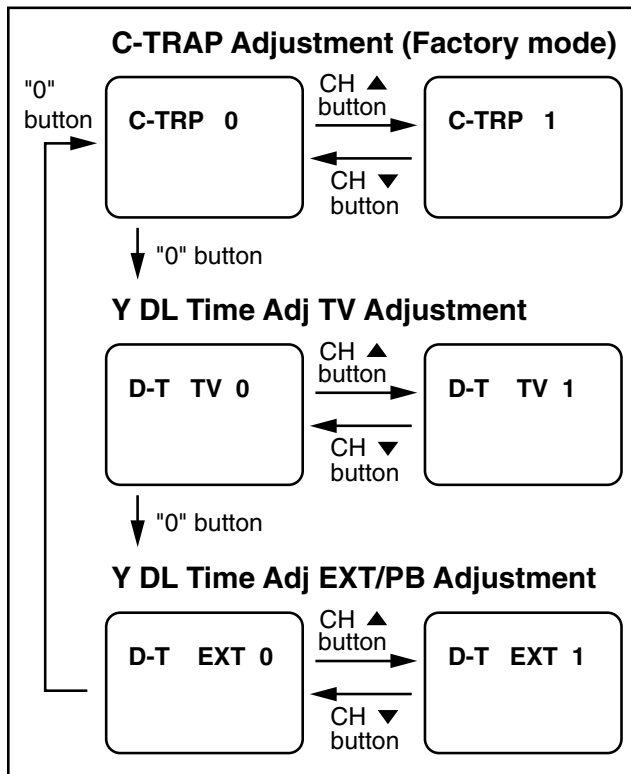 C-TRAP Adjustment (Factory mode)
"0"
button
C-TRP 0
CH ▲
button
CH ▼
button
C-TRP 1
"0" button
Y DL Time Adj TV Adjustment
D-T TV 0
CH ▲
button
CH ▼
button
D-T TV 1
"0" button
Y DL Time Adj EXT/PB Adjustment
D-T EXT 0
CH ▲
button
CH ▼
button
D-T EXT 1